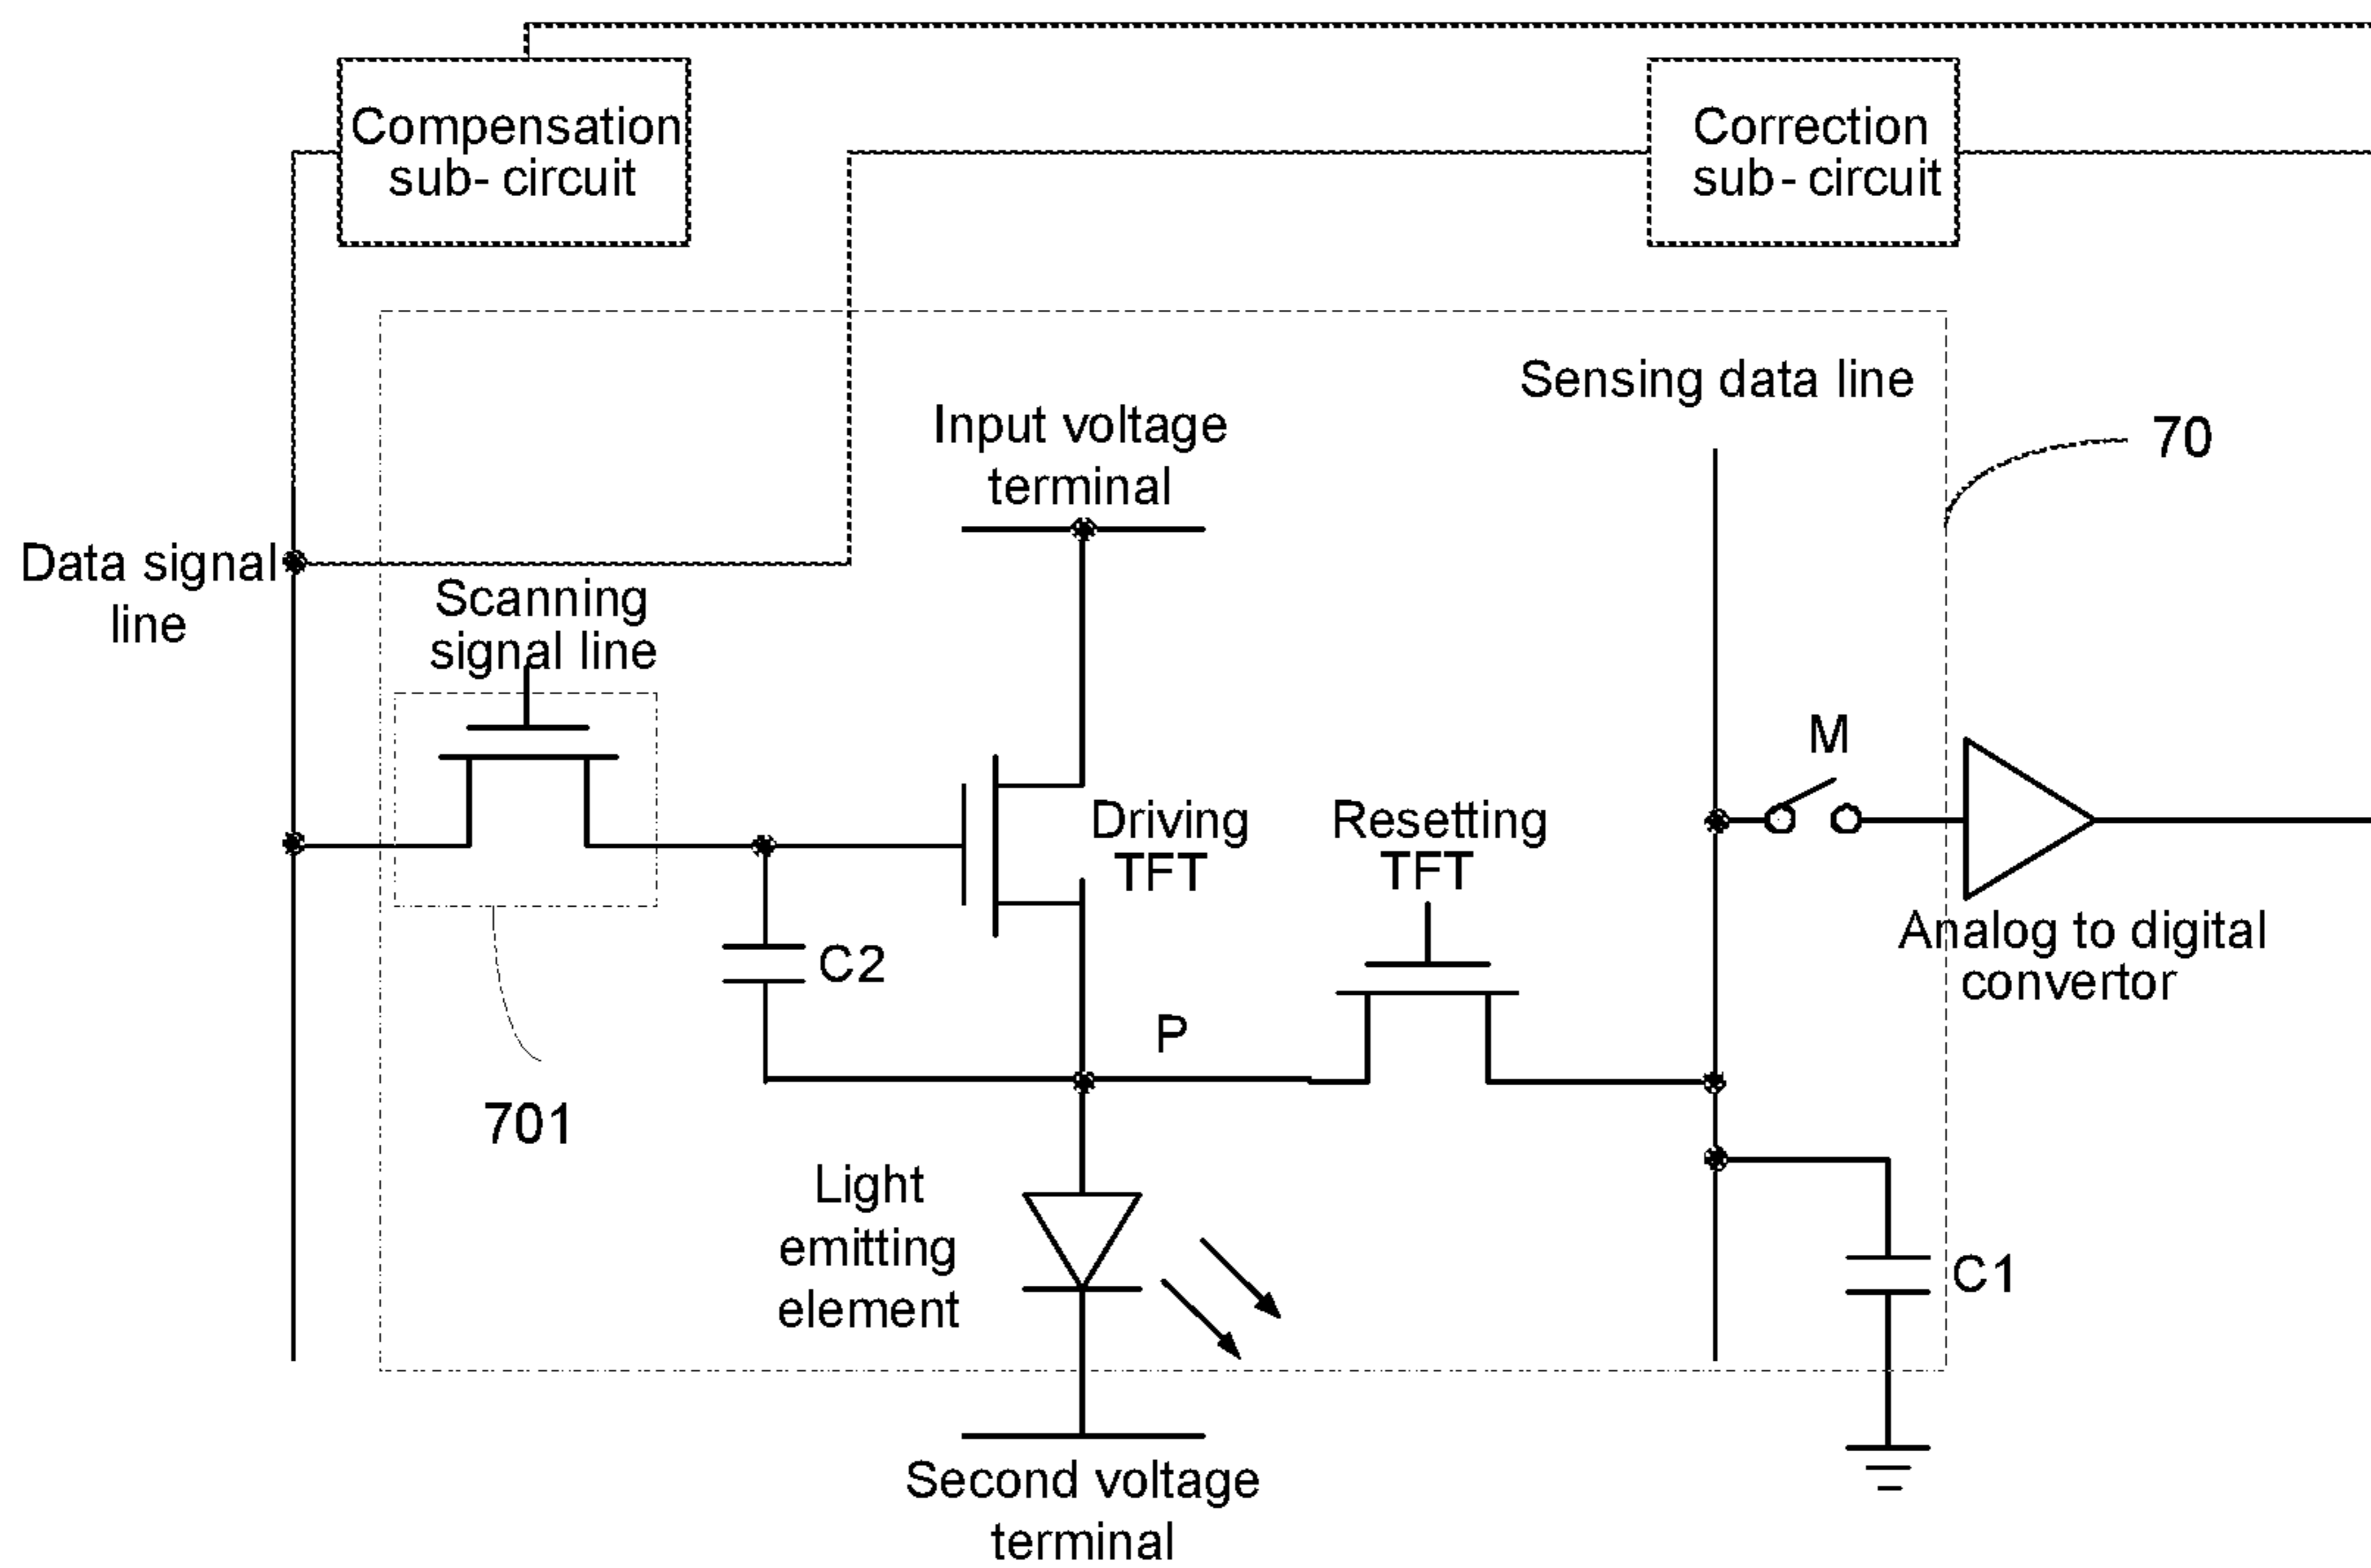 Compensation
sub- circuit
Correction
sub- circuit
Sensing data line
Input voltage
terminal
70
Data signal
line
Scanning
signal line
M
Driving
TFT
Resetting
TFT
Analog to digital
convertor
C2
P
701
Light
emitting
element
C1
Second voltage
terminal